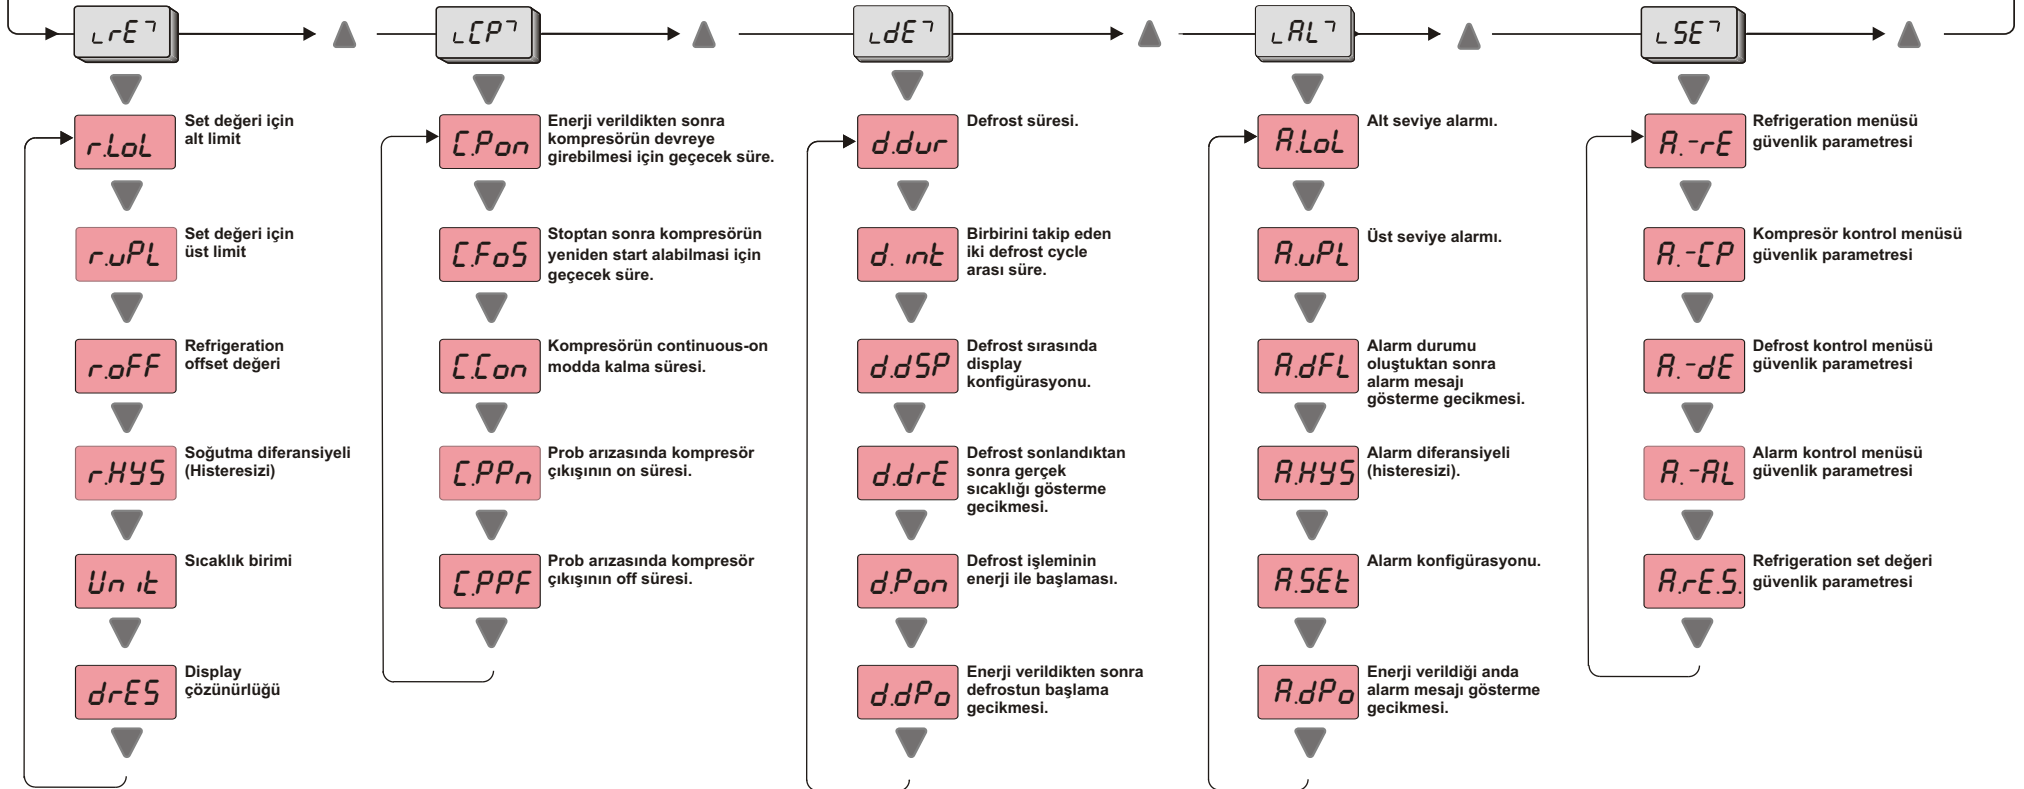 rE
CP
dE
AL
SE
r.LoL
Set değeri için
alt limit
r.uPL
Set değeri için
üst limit
r.oFF
Refrigeration
offset değeri
r.HYS
Soğutma diferansiyeli
(Histeresizi)
Unit
Sıcaklık birimi
drES
Display
çözünürlüğü
C.Pon
Enerji verildikten sonra
kompresörün devreye
girebilmesi için geçecek süre.
C.FoS
Stoptan sonra kompresörün
yeniden start alabilmasi için
geçecek süre.
C.Con
Kompresörün continuous-on
modda kalma süresi.
C.PPn
Prob arızasında kompresör
çıkışının on süresi.
C.PPF
Prob arızasında kompresör
çıkışının off süresi.
d.dur
Defrost süresi.
d.int
Birbirini takip eden
iki defrost cycle
arası süre.
d.dSP
Defrost sırasında
display
konfigürasyonu.
d.drE
Defrost sonlandıktan
sonra gerçek
sıcaklığı gösterme
gecikmesi.
d.Pon
Defrost işleminin
enerji ile başlaması.
d.dPo
Enerji verildikten sonra
defrostun başlama
gecikmesi.
A.LoL
Alt seviye alarmı.
A.uPL
Üst seviye alarmı.
A.dFL
Alarm durumu
oluştuktan sonra
alarm mesajı
gösterme gecikmesi.
A.HYS
Alarm diferansiyeli
(histeresizi).
A.SEt
Alarm konfigürasyonu.
A.dPo
Enerji verildiği anda
alarm mesajı gösterme
gecikmesi.
A.-rE
Refrigeration menüsü
güvenlik parametresi
A.-CP
Kompresör kontrol menüsü
güvenlik parametresi
A.-dE
Defrost kontrol menüsü
güvenlik parametresi
A.-AL
Alarm kontrol menüsü
güvenlik parametresi
A.rE.S.
Refrigeration set değeri
güvenlik parametresi